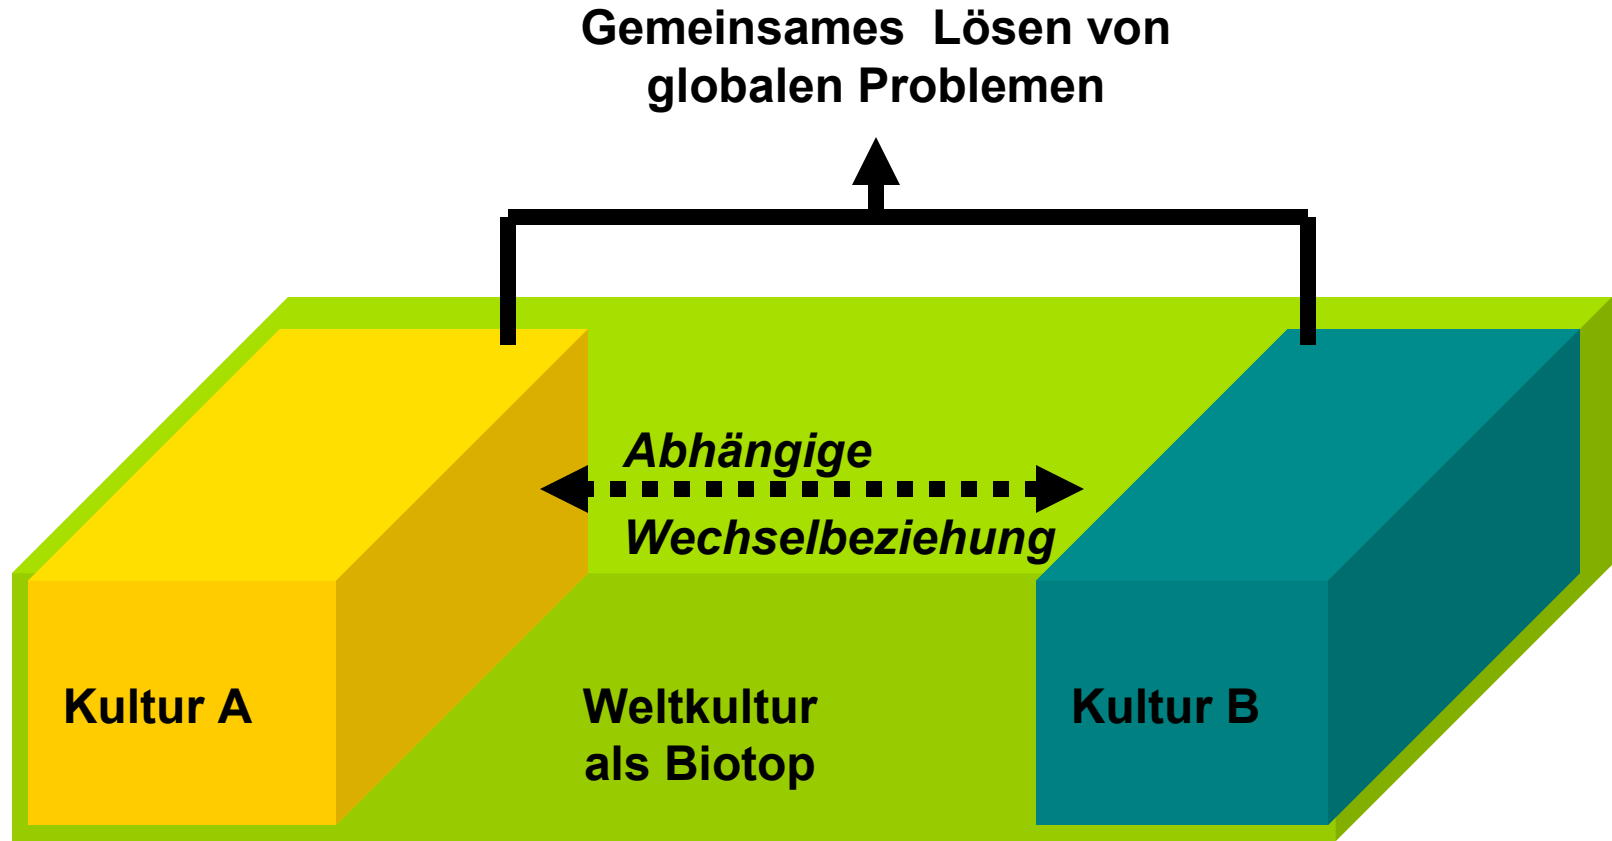 Gemeinsames Lösen von
globalen Problemen
Abhängige
Wechselbeziehung
Kultur A
Weltkultur
als Biotop
Kultur B